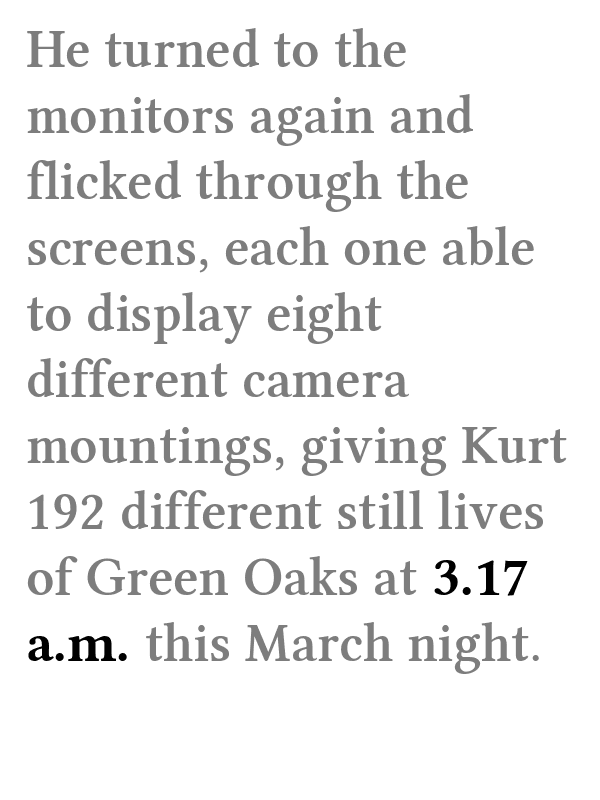 He turned to the
monitors again and
flicked through the
screens, each one able
to display eight
different camera
mountings, giving Kurt
192 different still lives
of Green Oaks at 3.17
a.m. this March night.